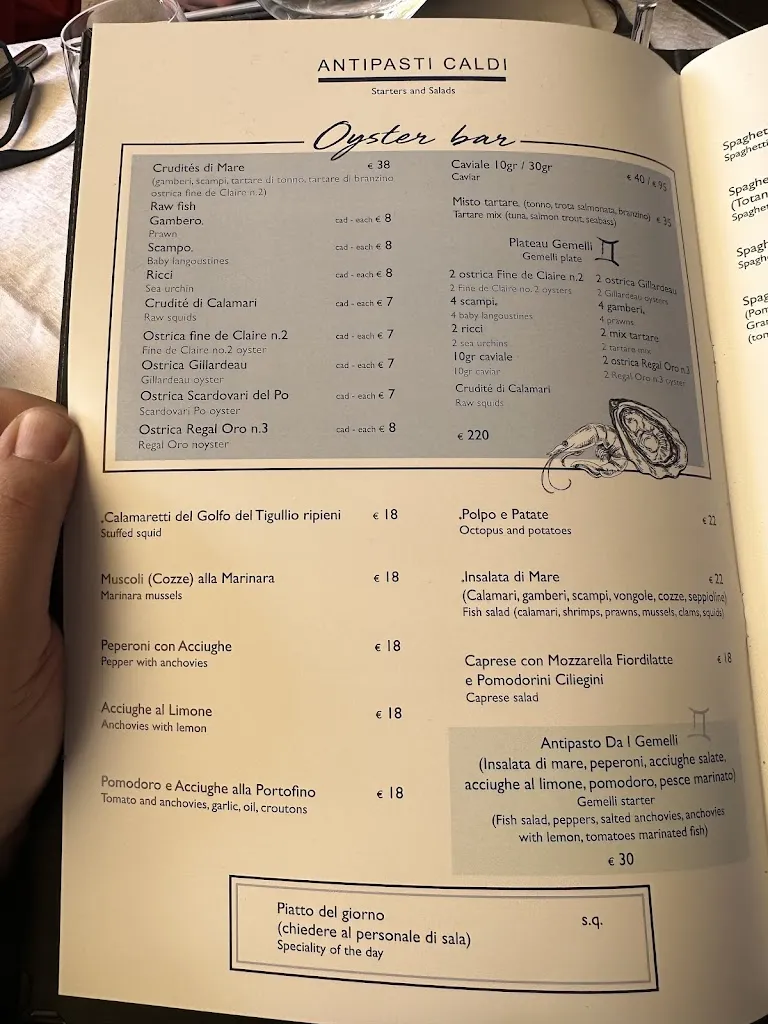 ANTIPASTI CALDI
Starters and Salads
Oyster bar
Crudités di Mare € 38
(gamberi, scampi, tartare di tonno, tartare di branzino
ostrica fine de Claire n.2)
Raw fish
Gambero. cad - each € 8
Prawn
Scampo. cad - each € 8
Baby langoustines
Ricci cad - each € 8
Sea urchin
Crudité di Calamari cad - each € 7
Raw squids
Ostrica fine de Claire n.2 cad - each € 7
Fine de Claire no.2 oyster
Ostrica Gillardeau cad - each € 7
Gillardeau oyster
Ostrica Scardovari del Po cad - each € 7
Scardovari Po oyster
Ostrica Regal Oro n.3 cad - each € 8
Regal Oro noyster
Caviale 10gr / 30gr € 40 / € 95
Caviar
Misto tartare. (tonno, trota salmonata, branzino) € 35
Tartare mix (tuna, salmon trout, seabass)
Plateau Gemelli
Gemelli plate
2 ostrica Fine de Claire n.2
2 Fine de Claire no. 2 oysters
4 scampi.
4 baby langoustines
2 ricci
2 sea urchins
10gr caviale
10gr caviar
Crudité di Calamari
Raw squids
2 ostrica Gillardeau
2 Gillardeau oysters
4 gamberi.
4 prawns
2 mix tartare
2 tartare mix
2 ostrica Regal Oro n.3
2 Regal Oro n.3 oyster
€ 220
.Calamaretti del Golfo del Tigullio ripieni € 18
Stuffed squid
Muscoli (Cozze) alla Marinara € 18
Marinara mussels
Peperoni con Acciughe € 18
Pepper with anchovies
Acciughe al Limone € 18
Anchovies with lemon
Pomodoro e Acciughe alla Portofino € 18
Tomato and anchovies, garlic, oil, croutons
.Polpo e Patate € 22
Octopus and potatoes
.Insalata di Mare € 22
(Calamari, gamberi, scampi, vongole, cozze, seppioline)
Fish salad (calamari, shrimps, prawns, mussels, clams, squids)
Caprese con Mozzarella Fiordilatte € 18
e Pomodorini Ciliegini
Caprese salad
Antipasto Da I Gemelli
(Insalata di mare, peperoni, acciughe salate,
acciughe al limone, pomodoro, pesce marinato)
Gemelli starter
(Fish salad, peppers, salted anchovies, anchovies
with lemon, tomatoes marinated fish)
€ 30
Piatto del giorno s.q.
(chiedere al personale di sala)
Speciality of the day